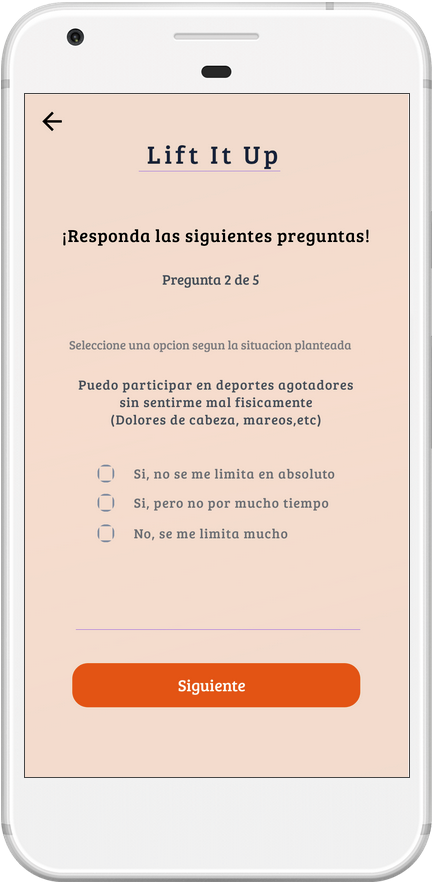 Lift It Up
¡Responda las siguientes preguntas!
Pregunta 2 de 5
Seleccione una opcion segun la situacion planteada
Puedo participar en deportes agotadores
sin sentirme mal fisicamente
(Dolores de cabeza, mareos,etc)
Si, no se me limita en absoluto
Si, pero no por mucho tiempo
No, se me limita mucho
Siguiente